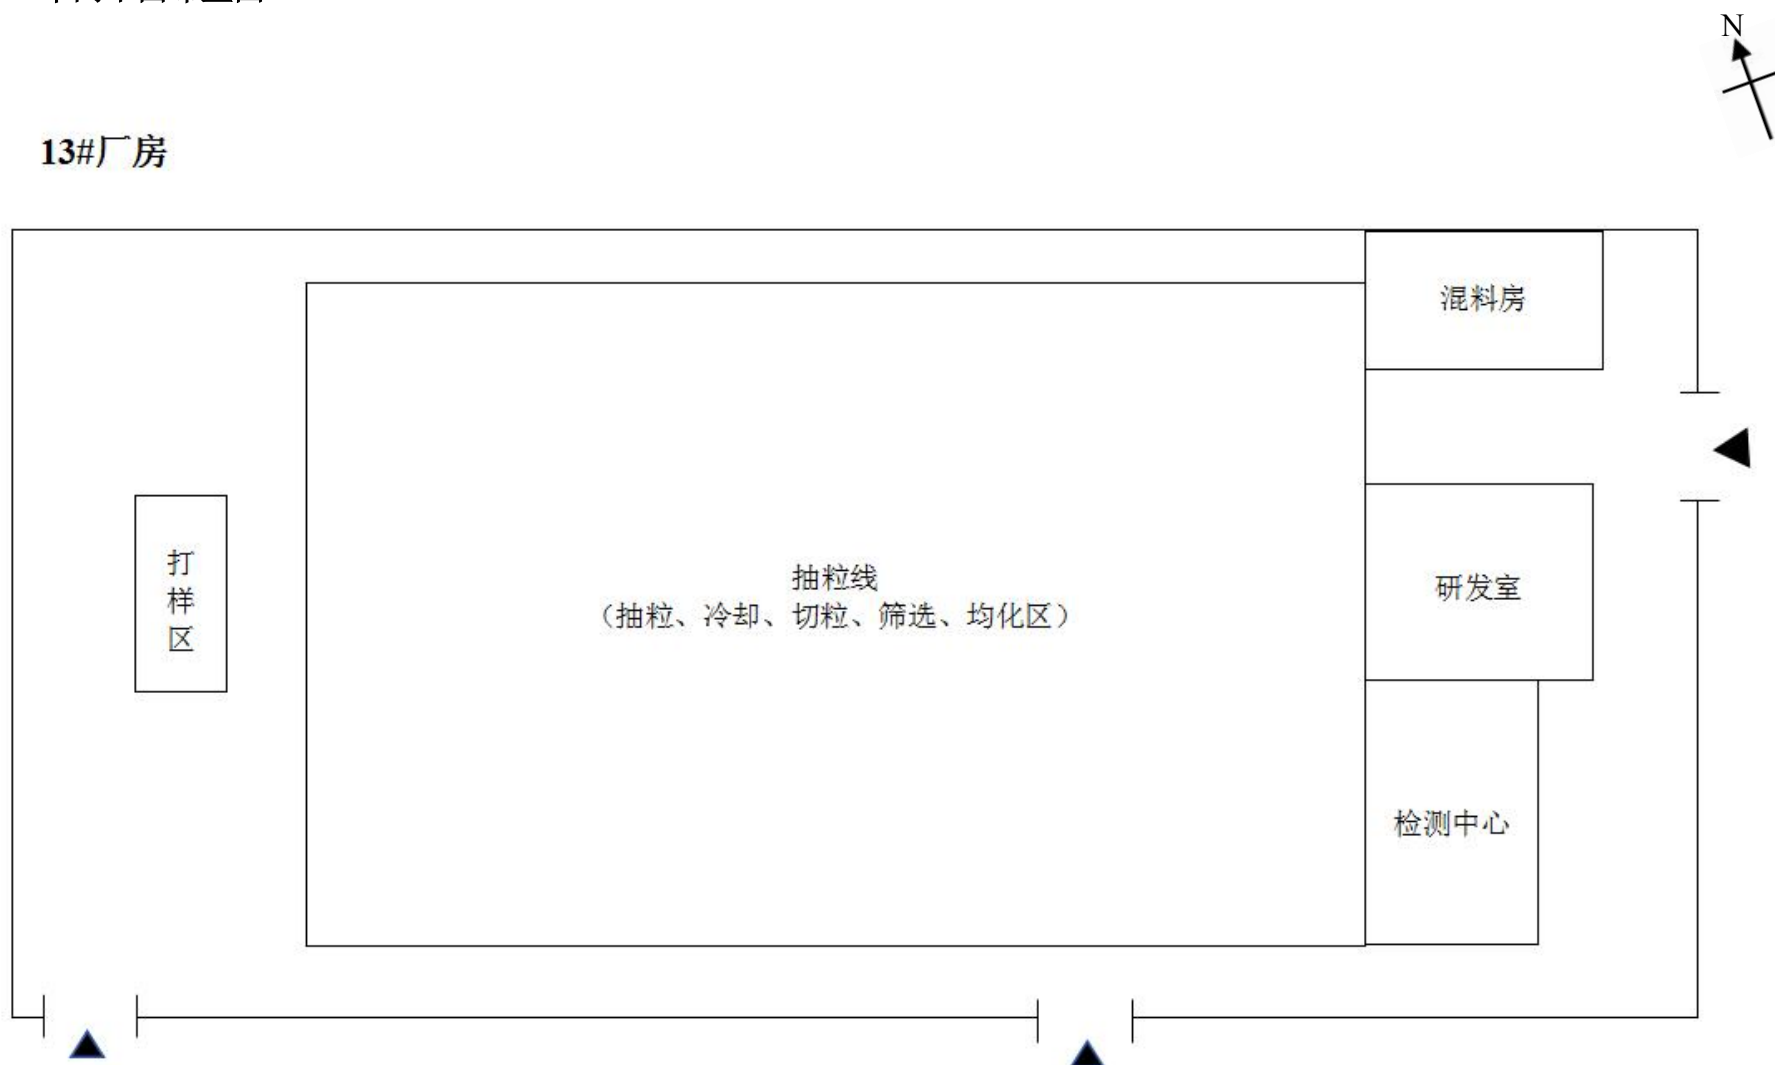 N
13#厂房
混料房
打样区
抽粒线
（抽粒、冷却、切粒、筛选、均化区）
研发室
检测中心